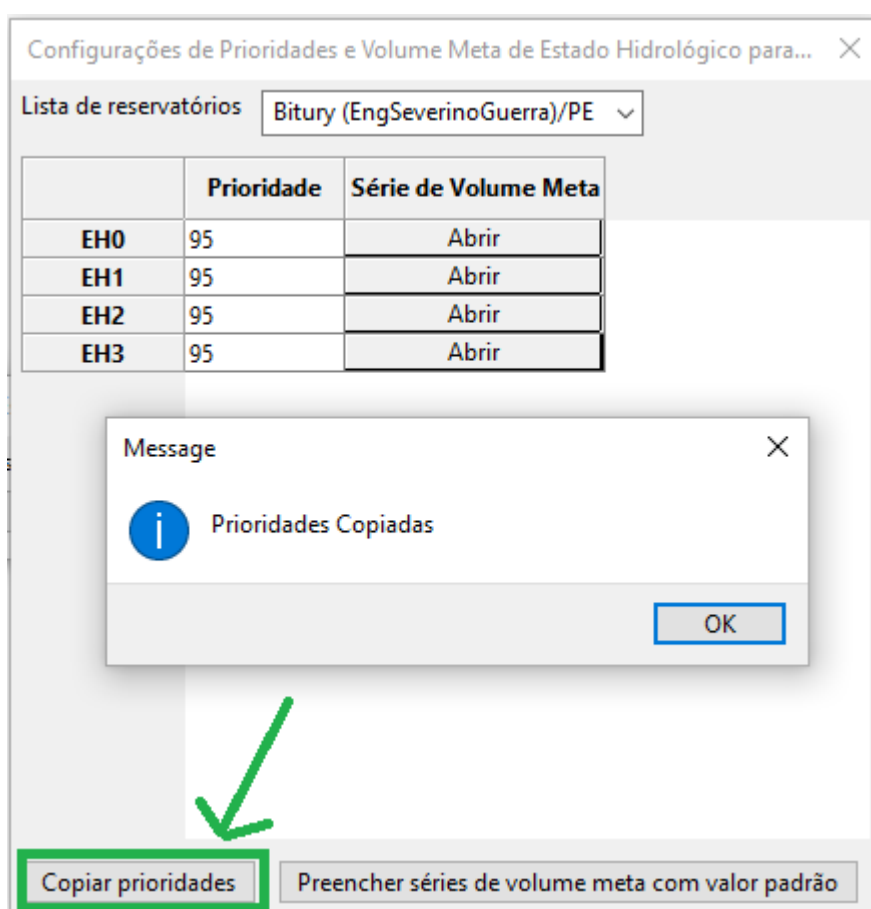 Configurações de Prioridades e Volume Meta de Estado Hidrológico para...
Lista de reservatórios Bitury (EngSeverinoGuerra)/PE
Prioridade Série de Volume Meta
EH0 95 Abrir
EH1 95 Abrir
EH2 95 Abrir
EH3 95 Abrir
Message
Prioridades Copiadas
OK
Copiar prioridades Preencher séries de volume meta com valor padrão